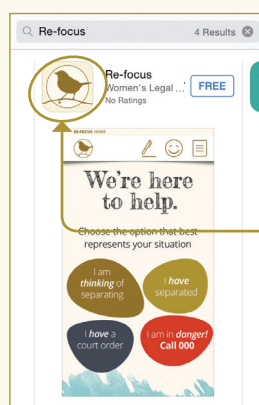 Re-focus 4 Results
Re-focus
Women's Legal ...
No Ratings
FREE
RE-FOCUS HOME
We're here
to help.
Choose the option that best
represents your situation
I am
thinking of
separating
I have
separated
I have a
court order
I am in danger!
Call 000